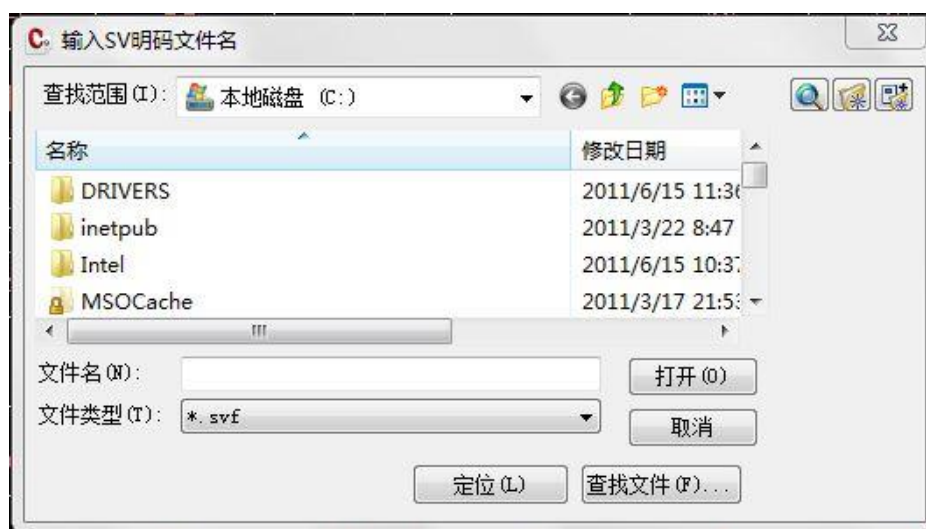 输入SV明码文件名
查找范围(I): 本地磁盘 (C:)
名称 修改日期
DRIVERS 2011/6/15 11:36
inetpub 2011/3/22 8:47
Intel 2011/6/15 10:37
MSOCache 2011/3/17 21:53
文件名(N): 打开(O)
文件类型(T): *.svf 取消
定位(L) 查找文件(F)...